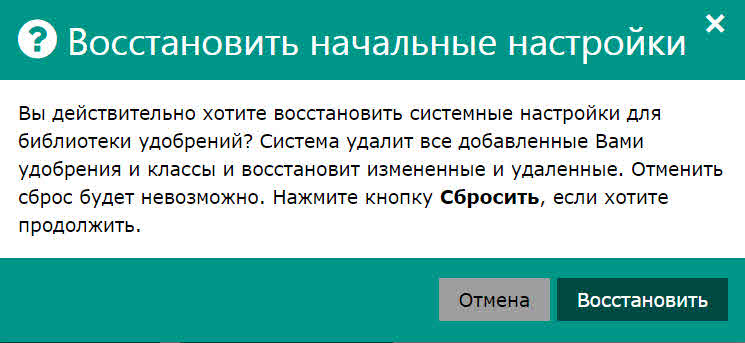 Восстановить начальные настройки
Вы действительно хотите восстановить системные настройки для
библиотеки удобрений? Система удалит все добавленные Вами
удобрения и классы и восстановит измененные и удаленные. Отменить
сброс будет невозможно. Нажмите кнопку Сбросить, если хотите
продолжить.
Отмена
Восстановить